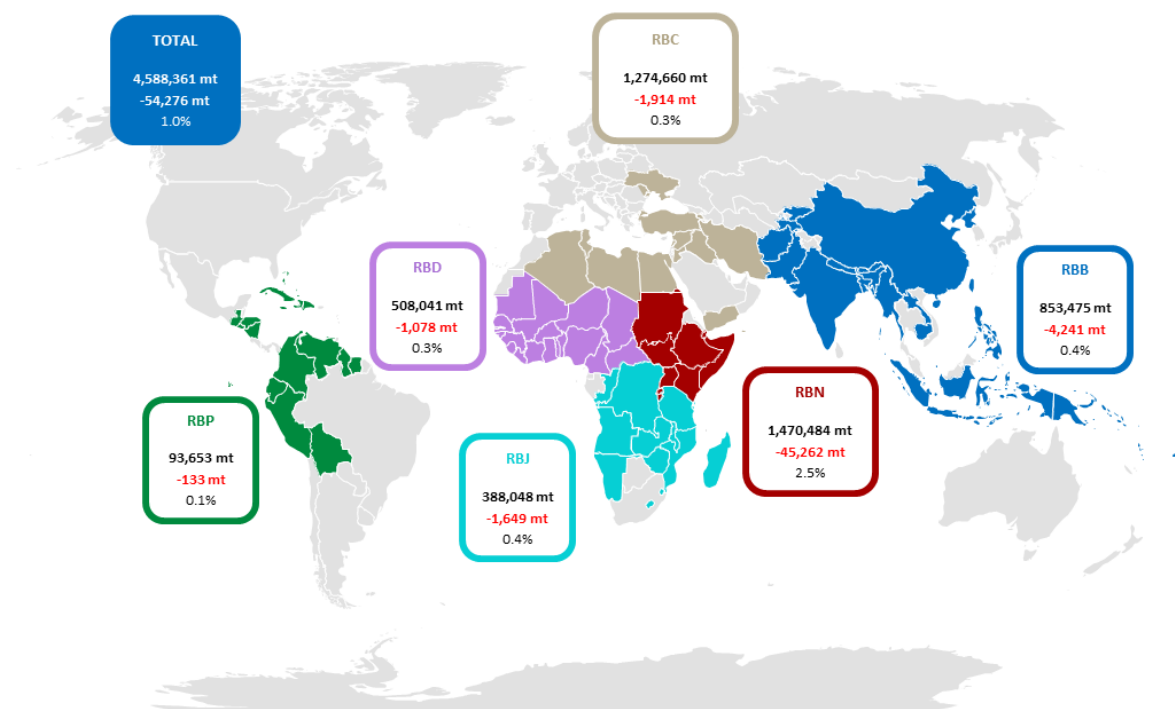 TOTAL
4,588,361 mt
-54,276 mt
1.0%
RBC
1,274,660 mt
-1,914 mt
0.3%
RBD
508,041 mt
-1,078 mt
0.3%
RBB
853,475 mt
-4,241 mt
0.4%
RBN
1,470,484 mt
-45,262 mt
2.5%
RBP
93,653 mt
-133 mt
0.1%
RBJ
388,048 mt
-1,649 mt
0.4%